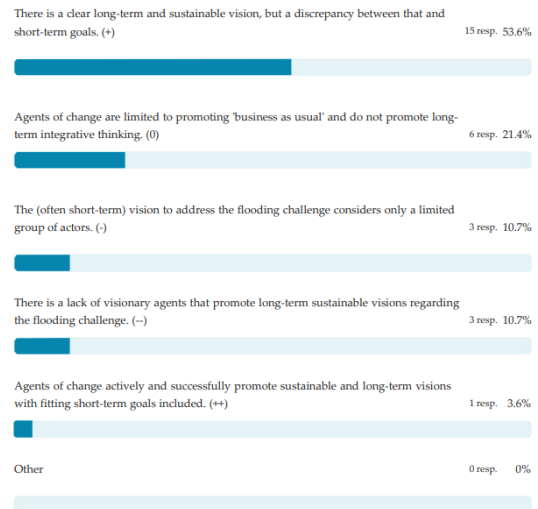 There is a clear long-term and sustainable vision, but a discrepancy between that and
short-term goals. (+)
15 resp. 53.6%
Agents of change are limited to promoting 'business as usual' and do not promote long-
term integrative thinking. (0)
6 resp. 21.4%
The (often short-term) vision to address the flooding challenge considers only a limited
group of actors. (-)
3 resp. 10.7%
There is a lack of visionary agents that promote long-term sustainable visions regarding
the flooding challenge. (--)
3 resp. 10.7%
Agents of change actively and successfully promote sustainable and long-term visions
with fitting short-term goals included. (++)
1 resp. 3.6%
Other
0 resp. 0%